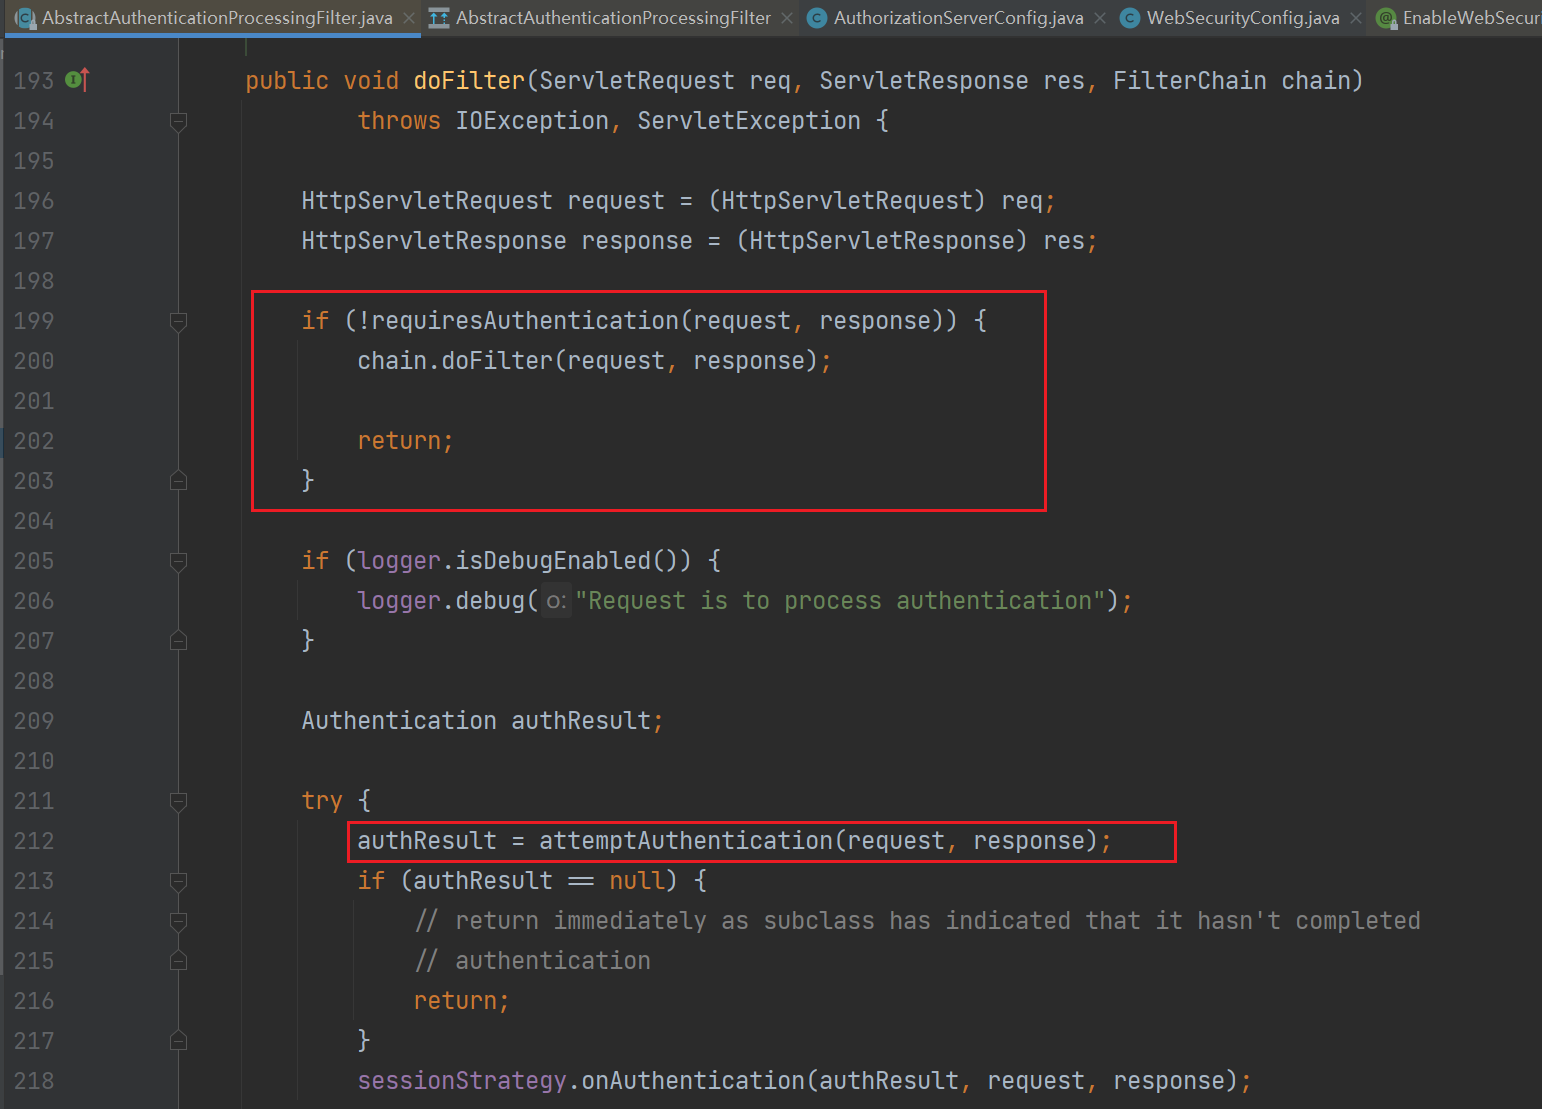 AbstractAuthenticationProcessingFilter.java AbstractAuthenticationProcessingFilter AuthorizationServerConfig.java WebSecurityConfig.java EnableWebSecuri
193 public void doFilter(ServletRequest req, ServletResponse res, FilterChain chain)
194 throws IOException, ServletException {
195
196 HttpServletRequest request = (HttpServletRequest) req;
197 HttpServletResponse response = (HttpServletResponse) res;
198
199 if (!requiresAuthentication(request, response)) {
200 chain.doFilter(request, response);
201
202 return;
203 }
204
205 if (logger.isDebugEnabled()) {
206 logger.debug( o: "Request is to process authentication");
207 }
208
209 Authentication authResult;
210
211 try {
212 authResult = attemptAuthentication(request, response);
213 if (authResult == null) {
214 // return immediately as subclass has indicated that it hasn't completed
215 // authentication
216 return;
217 }
218 sessionStrategy.onAuthentication(authResult, request, response);